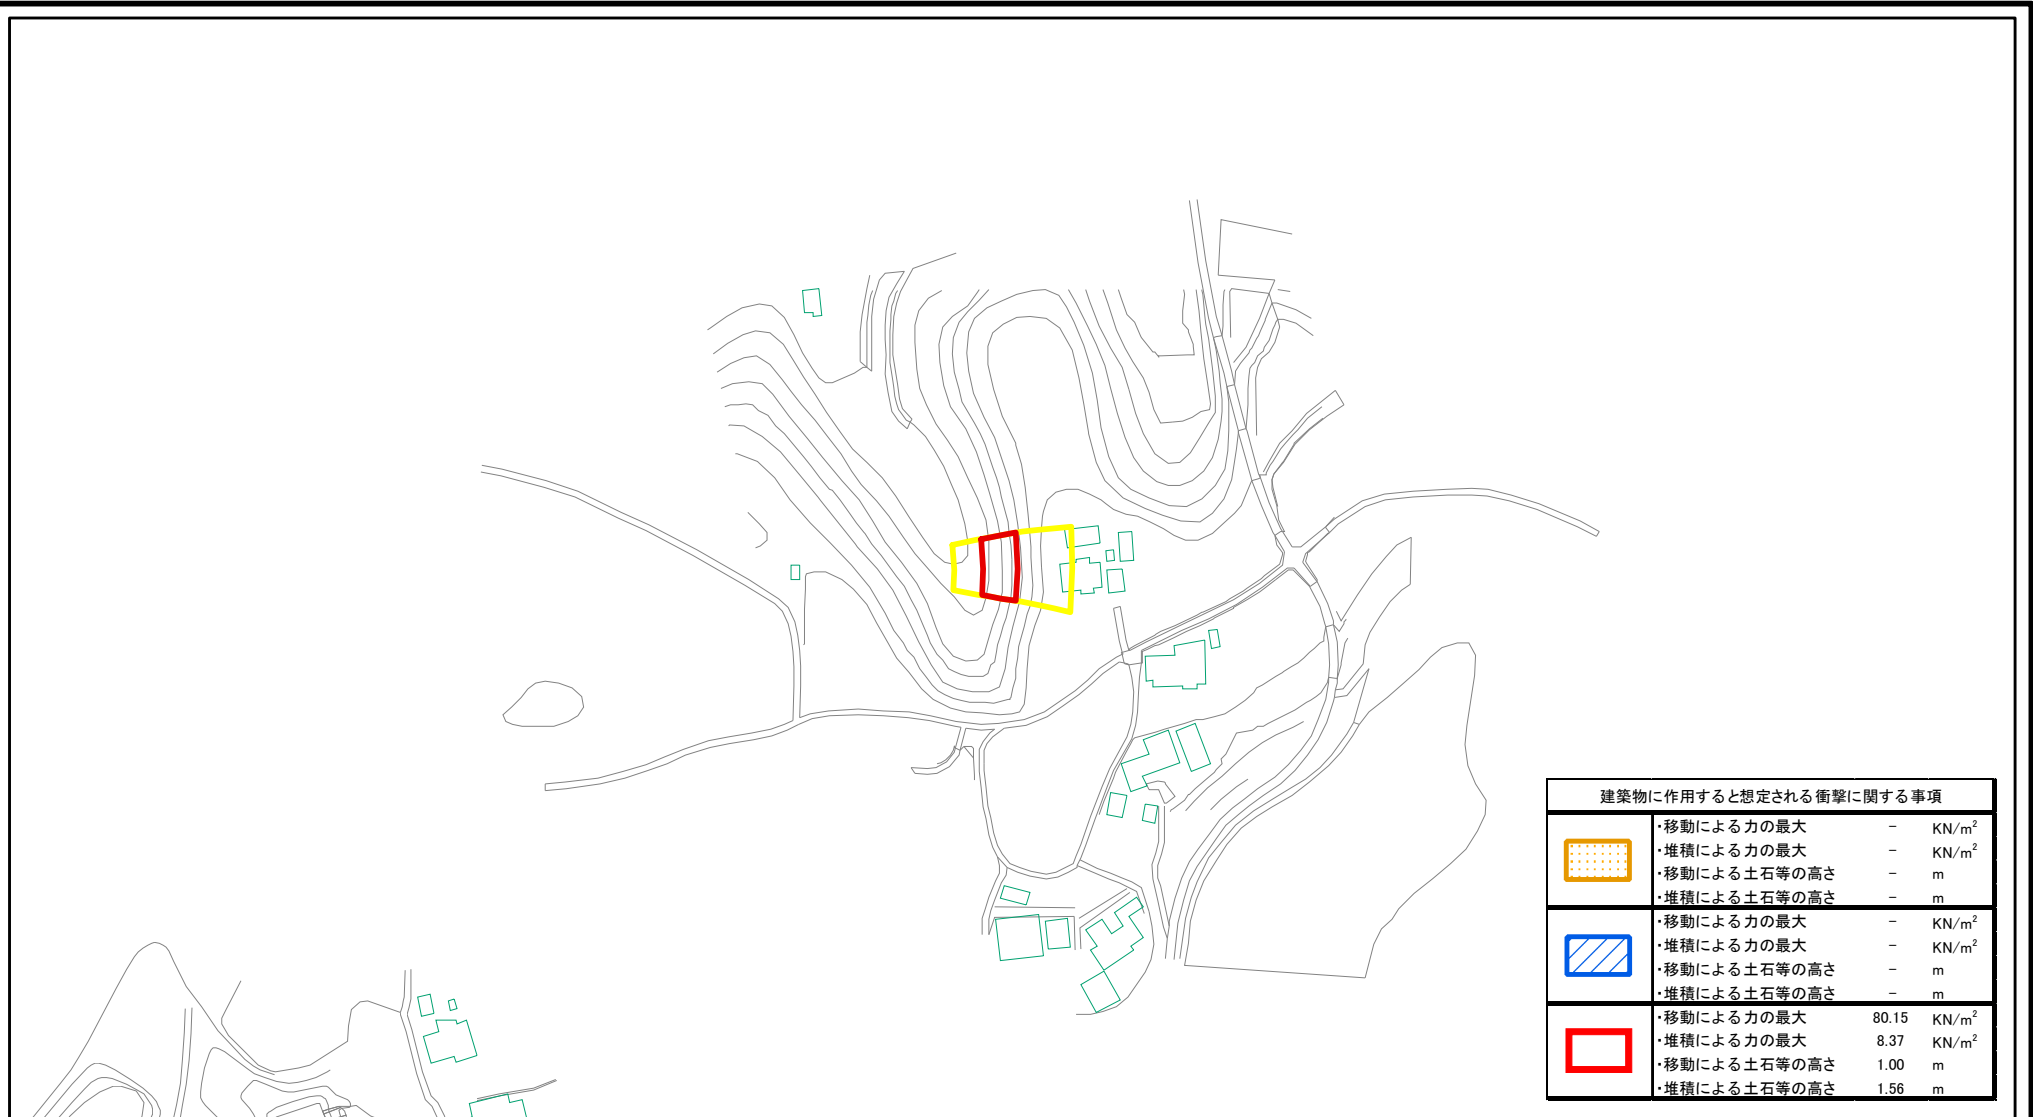 建築物に作用すると想定される衝撃に関する事項
・移動による力の最大 - KN/m²
・堆積による力の最大 - KN/m²
・移動による土石等の高さ - m
・堆積による土石等の高さ - m
・移動による力の最大 - KN/m²
・堆積による力の最大 - KN/m²
・移動による土石等の高さ - m
・堆積による土石等の高さ - m
・移動による力の最大 80.15 KN/m²
・堆積による力の最大 8.37 KN/m²
・移動による土石等の高さ 1.00 m
・堆積による土石等の高さ 1.56 m